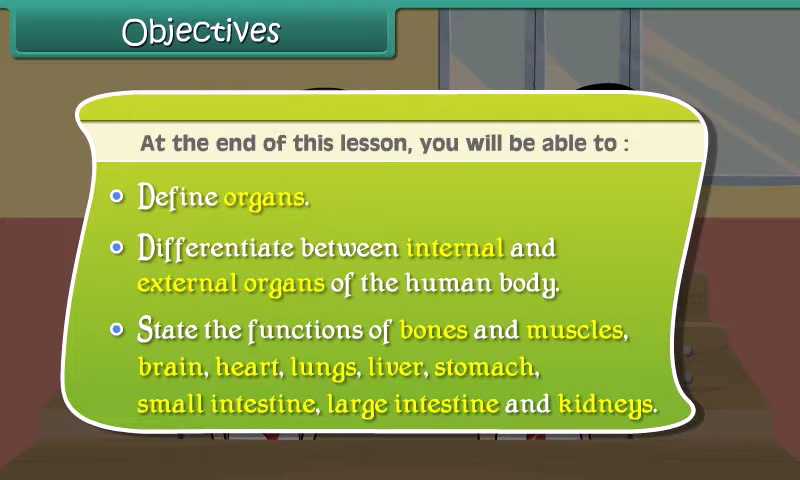 Objectives
At the end of this lesson, you will be able to :
Define organs.
Differentiate between internal and
external organs of the human body.
State the functions of bones and muscles,
brain, heart, lungs, liver, stomach,
small intestine, large intestine and kidneys.